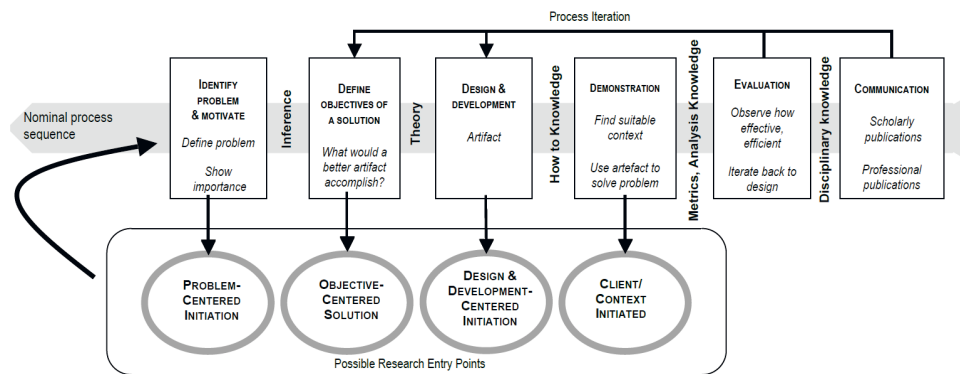 Process Iteration
Nominal process
sequence
IDENTIFY
PROBLEM
& MOTIVATE
Define problem
Show
importance
Inference
DEFINE
OBJECTIVES OF
A SOLUTION
What would a
better artifact
accomplish?
Theory
DESIGN &
DEVELOPMENT
Artifact
How to Knowledge
DEMONSTRATION
Find suitable
context
Use artefact to
solve problem
Metrics, Analysis Knowledge
EVALUATION
Observe how
effective,
efficient
Iterate back to
design
Disciplinary knowledge
COMMUNICATION
Scholarly
publications
Professional
publications
PROBLEM-
CENTERED
INITIATION
OBJECTIVE-
CENTERED
SOLUTION
DESIGN &
DEVELOPMENT-
CENTERED
INITIATION
CLIENT/
CONTEXT
INITIATED
Possible Research Entry Points